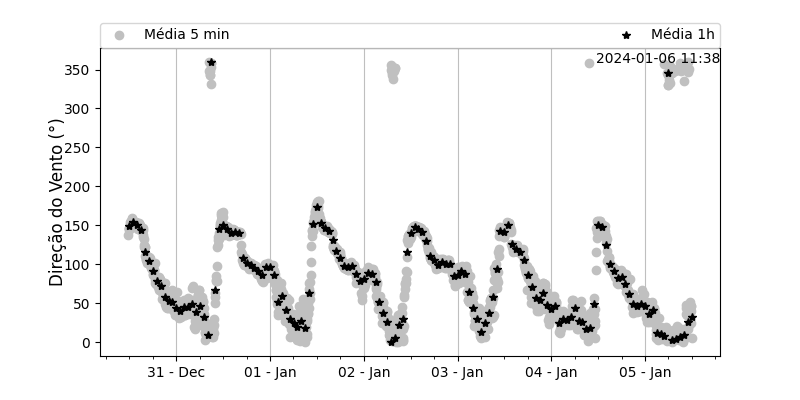 Média 5 min
Média 1h
2024-01-06 11:38
Direção do Vento (°)
350
300
250
200
150
100
50
0
31 - Dec
01 - Jan
02 - Jan
03 - Jan
04 - Jan
05 - Jan